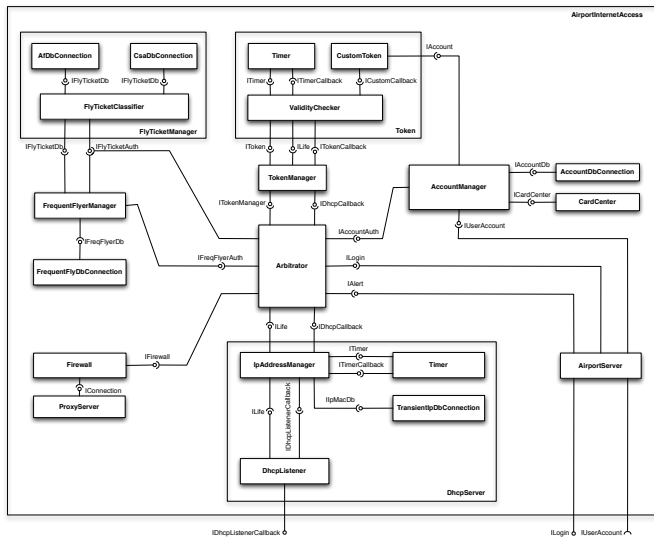 AirportInternetAccess
AfDbConnection
CsaDbConnection
Timer
CustomToken
IAccount
IFlyTicketDb
IFlyTicketDb
ITimer
ITimerCallback
ICustomCallback
FlyTicketClassifier
ValidityChecker
FlyTicketManager
Token
IFlyTicketDb
IFlyTicketAuth
IToken
ILife
ITokenCallback
IAccountDb
AccountDbConnection
TokenManager
AccountManager
ICardCenter
CardCenter
FrequentFlyerManager
ITokenManager
IDhcpCallback
IUserAccount
IAccountAuth
IFreqFlyerDb
IFreqFlyerAuth
Arbitrator
ILogin
FrequentFlyDbConnection
IAlert
ILife
IDhcpCallback
ITimer
IFirewall
Firewall
IpAddressManager
ITimerCallback
Timer
AirportServer
IConnection
ProxyServer
IIpMacDb
TransientIpDbConnection
ILife
IDhcpListenerCallback
DhcpListener
DhcpServer
IDhcpListenerCallback
ILogin
IUserAccount